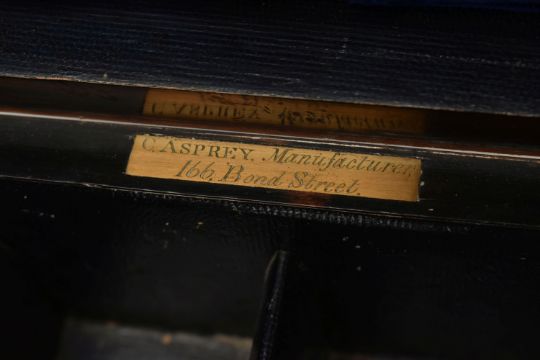 C. ASPREY. Manufacturer,
166, Bond Street.